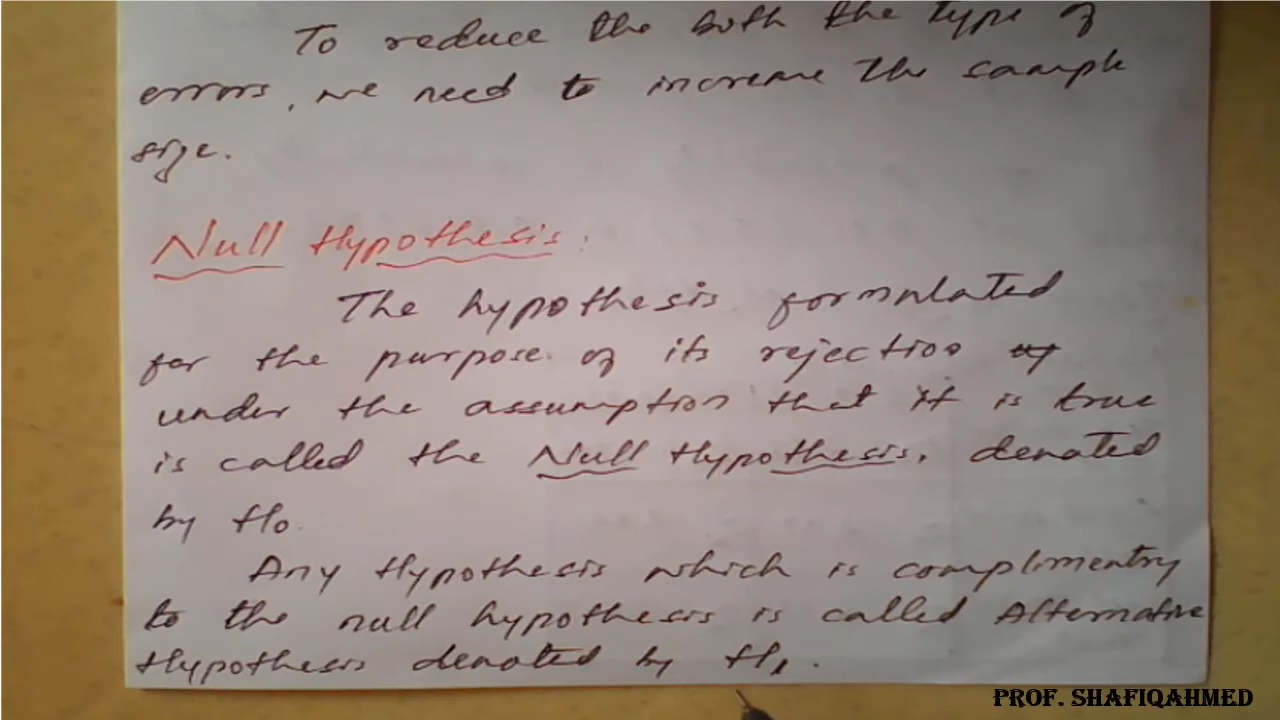 To reduce the both the type of
errors, we need to increase the sample
size.
Null Hypothesis:
The hypothesis formulated
for the purpose of its rejection
under the assumption that it is true
is called the Null Hypothesis. denoted
by H0.
Any Hypothesis which is complimentry
to the null hypothesis is called Alternative
Hypothesis denoted by H1.
PROF. SHAFIQAHMED